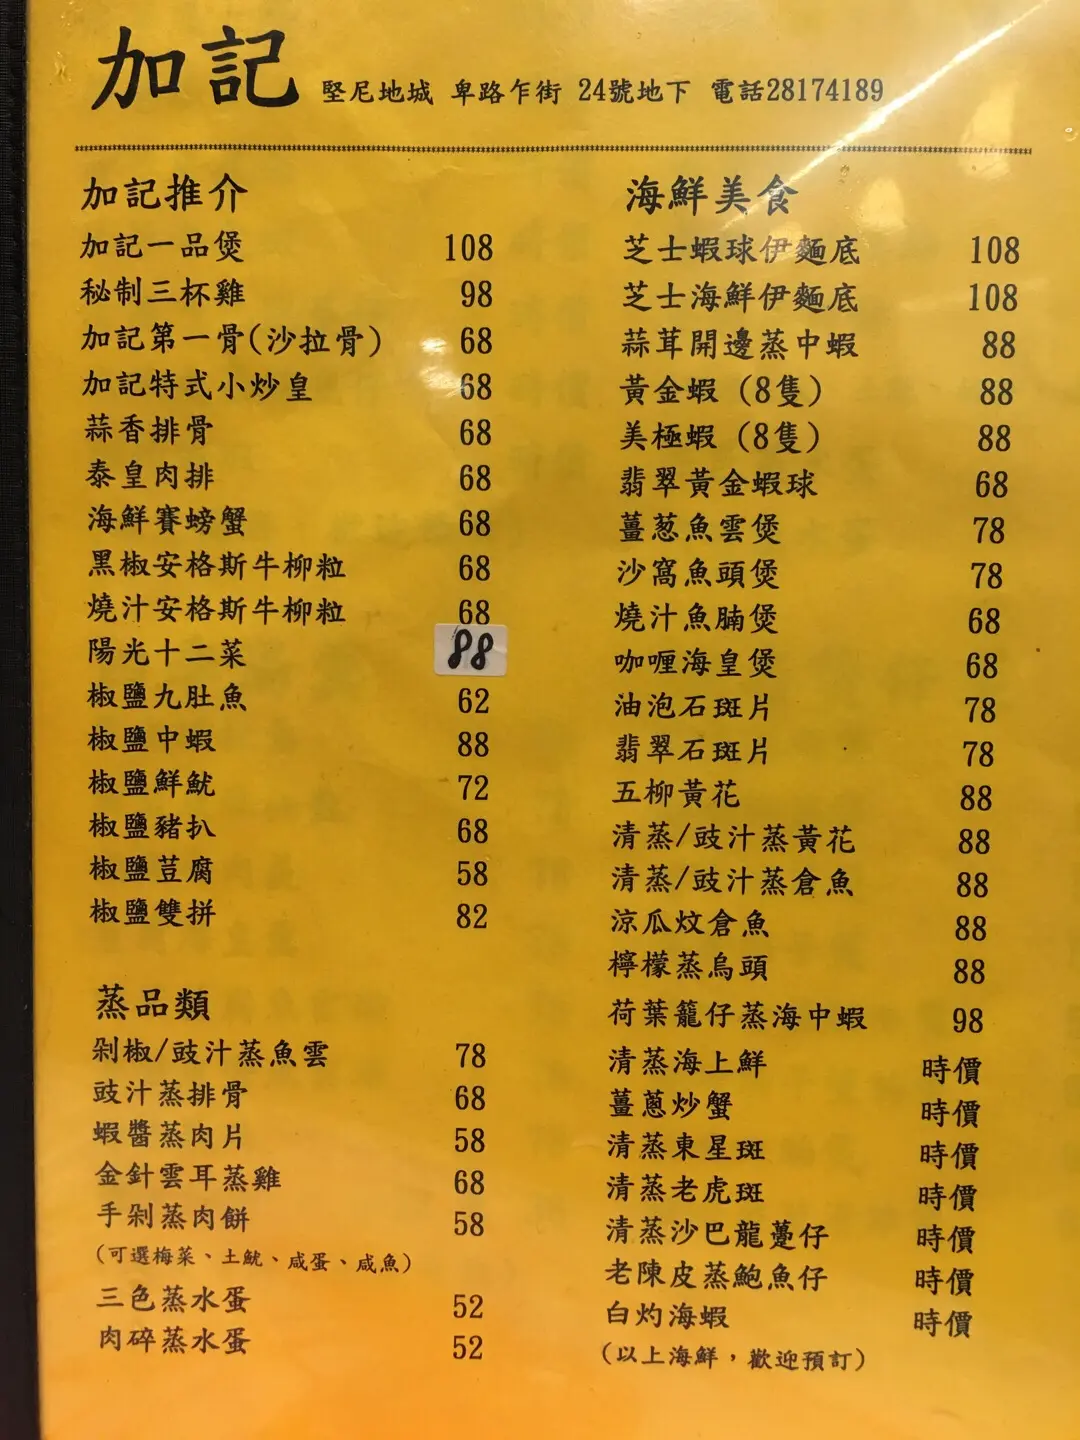 加記 堅尼地城 卑路乍街 24號地下 電話28174189
加記推介
加記一品煲 108
秘制三杯雞 98
加記第一骨(沙拉骨) 68
加記特式小炒皇 68
蒜香排骨 68
泰皇肉排 68
海鮮賽螃蟹 68
黑椒安格斯牛柳粒 68
燒汁安格斯牛柳粒 68
陽光十二菜 88
椒鹽九肚魚 62
椒鹽中蝦 88
椒鹽鮮魷 72
椒鹽豬扒 68
椒鹽荳腐 58
椒鹽雙拼 82
蒸品類
剁椒/豉汁蒸魚雲 78
豉汁蒸排骨 68
蝦醬蒸肉片 58
金針雲耳蒸雞 68
手剁蒸肉餅 58
(可選梅菜、土魷、咸蛋、咸魚)
三色蒸水蛋 52
肉碎蒸水蛋 52
海鮮美食
芝士蝦球伊麵底 108
芝士海鮮伊麵底 108
蒜茸開邊蒸中蝦 88
黃金蝦 (8隻) 88
美極蝦 (8隻) 88
翡翠黃金蝦球 68
薑葱魚雲煲 78
沙窩魚頭煲 78
燒汁魚腩煲 68
咖喱海皇煲 68
油泡石斑片 78
翡翠石斑片 78
五柳黃花 88
清蒸/豉汁蒸黃花 88
清蒸/豉汁蒸倉魚 88
涼瓜炆倉魚 88
檸檬蒸烏頭 88
荷葉籠仔蒸海中蝦 98
清蒸海上鮮 時價
薑蔥炒蟹 時價
清蒸東星斑 時價
清蒸老虎斑 時價
清蒸沙巴龍躉仔 時價
老陳皮蒸鮑魚仔 時價
白灼海蝦 時價
(以上海鮮，歡迎預訂)